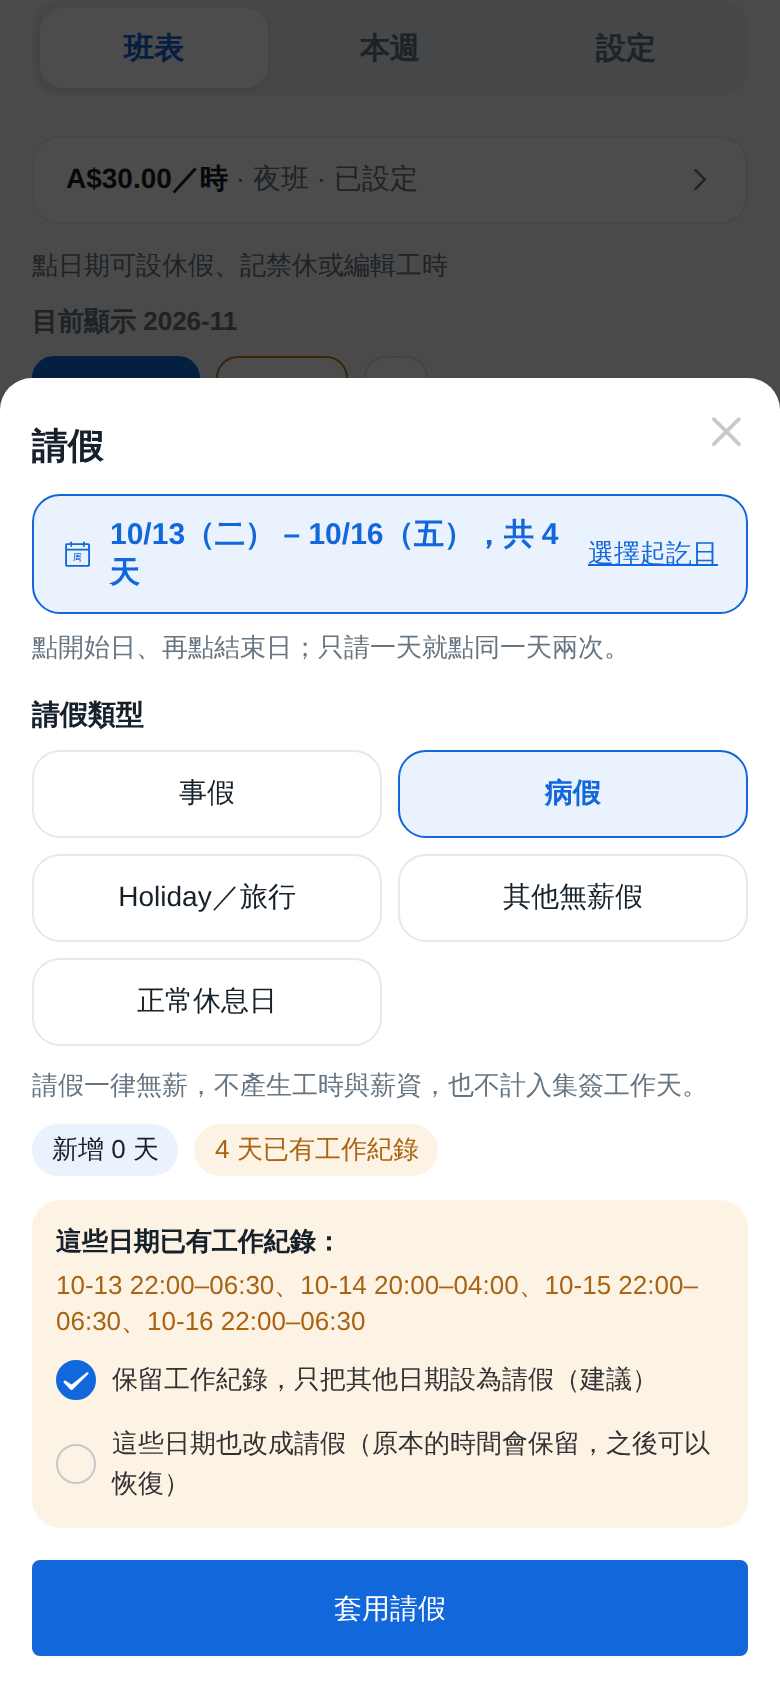 班表 本週 設定
A$30.00／時 · 夜班 · 已設定
點日期可設休假、記禁休或編輯工時
目前顯示 2026-11
請假
周
10/13（二） – 10/16（五），共 4
天
選擇起訖日
點開始日、再點結束日；只請一天就點同一天兩次。
請假類型
事假 病假
Holiday／旅行 其他無薪假
正常休息日
請假一律無薪，不產生工時與薪資，也不計入集簽工作天。
新增 0 天 4 天已有工作紀錄
這些日期已有工作紀錄：
10-13 22:00–06:30、10-14 20:00–04:00、10-15 22:00–
06:30、10-16 22:00–06:30
保留工作紀錄，只把其他日期設為請假（建議）
這些日期也改成請假（原本的時間會保留，之後可以
恢復）
套用請假